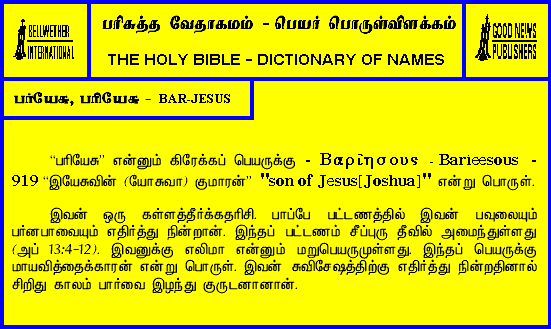 BELLWETHER
INTERNATIONAL
பரிசுத்த வேதாகமம் - பெயர் பொருள்விளக்கம்
THE HOLY BIBLE - DICTIONARY OF NAMES
GOOD NEWS
PUBLISHERS
பர்யேசு, பரியேசு - BAR-JESUS
“பரியேசு” என்னும் கிரேக்கப் பெயருக்கு - Βαριησους - Barieesous -
919 “இயேசுவின் (யோசுவா) குமாரன்” "son of Jesus[Joshua]" என்று பொருள்.
இவன் ஒரு கள்ளத்தீர்க்கதரிசி. பாப்பே பட்டணத்தில் இவன் பவுலையும்
பர்னபாவையும் எதிர்த்து நின்றான். இந்தப் பட்டணம் சீப்புரு தீவில் அமைந்துள்ளது
(அப் 13:4-12). இவனுக்கு எலிமா என்னும் மறுபெயருமுள்ளது. இந்தப் பெயருக்கு
மாயவித்தைக்காரன் என்று பொருள். இவன் சுவிசேஷத்திற்கு எதிர்த்து நின்றதினால்
சிறிது காலம் பார்வை இழந்து குருடனானான்.